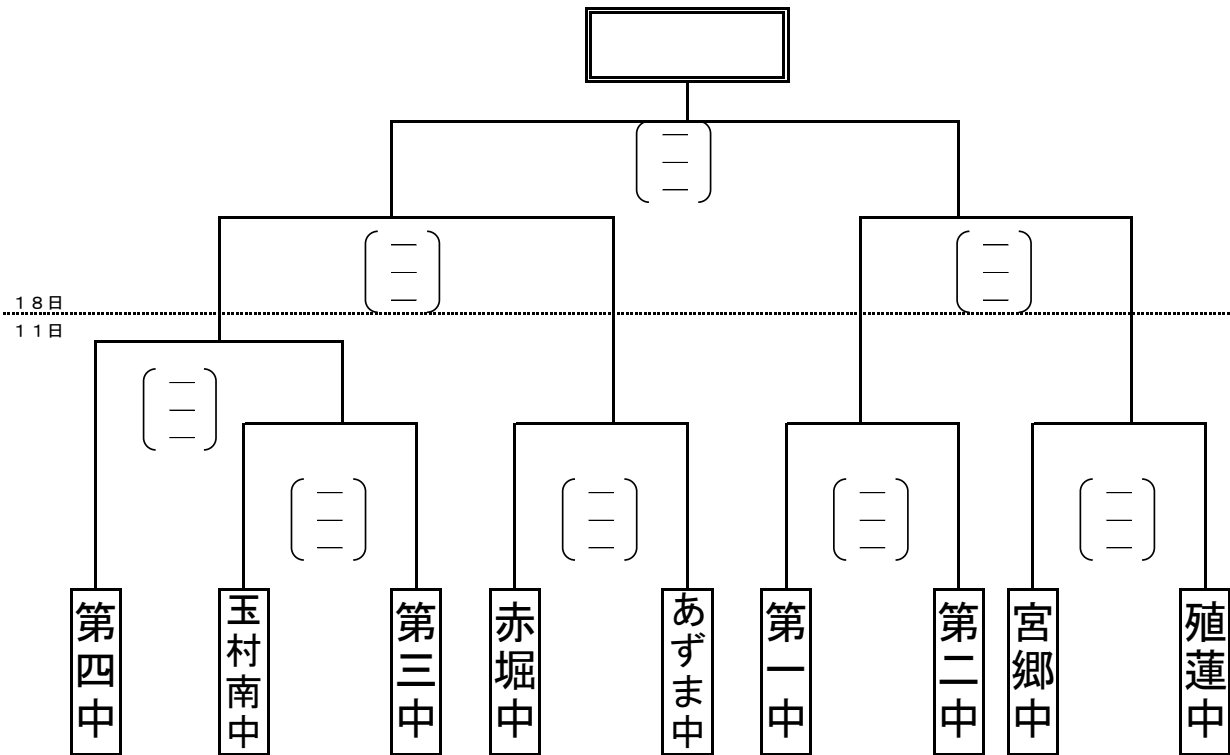 １８日
１１日
第四中
玉村南中
第三中
赤堀中
あずま中
第一中
第二中
宮郷中
殖蓮中